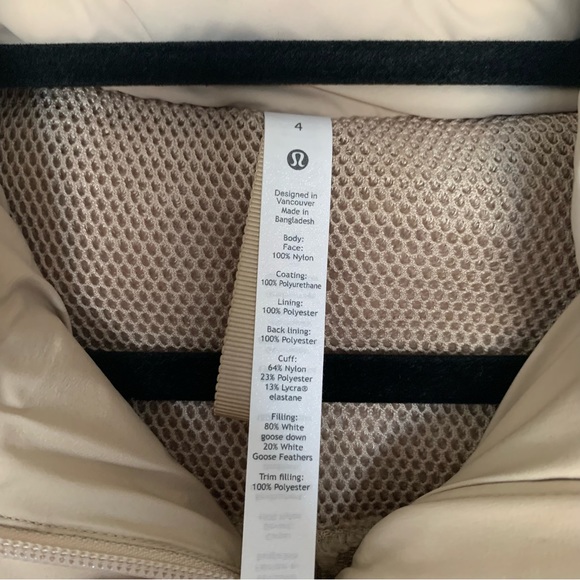 4
Designed in
Vancouver
Made in
Bangladesh
Body:
Face:
100% Nylon
Coating:
100% Polyurethane
Lining:
100% Polyester
Back lining:
100% Polyester
Cuff:
64% Nylon
23% Polyester
13% Lycra®
elastane
Filling:
80% White
goose down
20% White
Goose Feathers
Trim filling:
100% Polyester